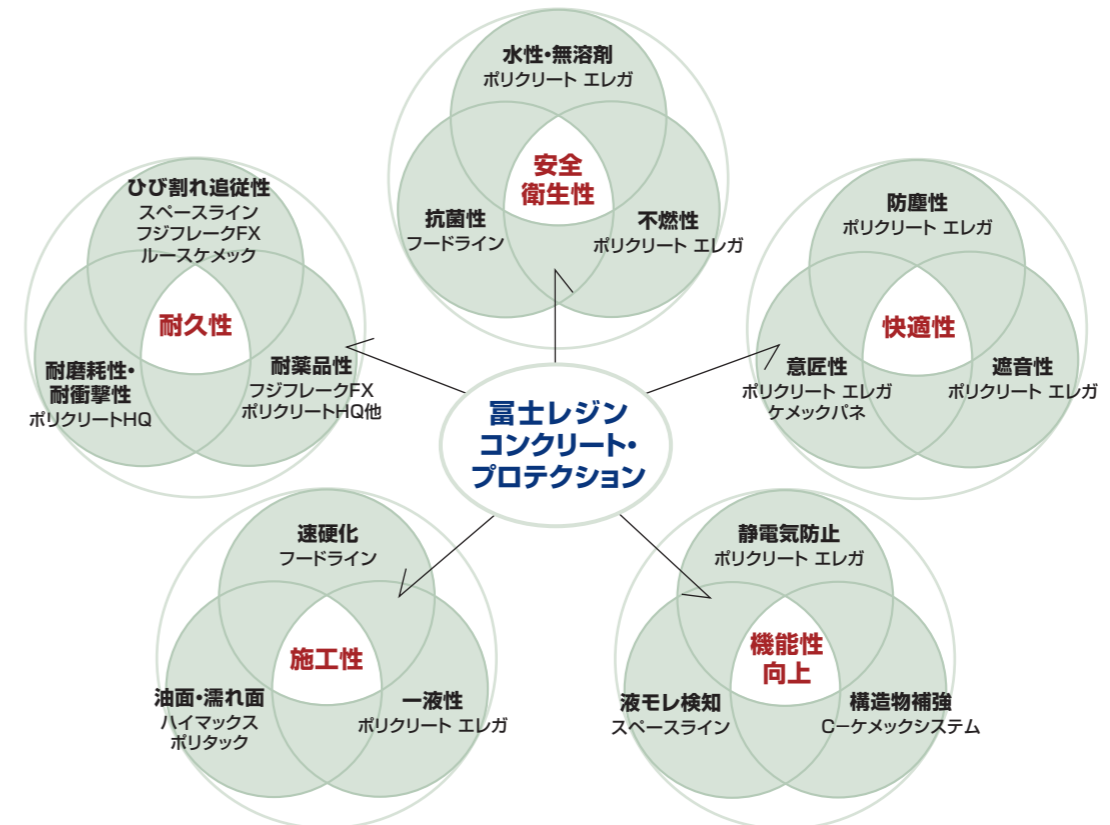 水性・無溶剤
ポリクリート エレガ
安全
衛生性
抗菌性
フードライン
不燃性
ポリクリート エレガ
ひび割れ追従性
スペースライン
フジフレークFX
ルースケメック
耐久性
耐磨耗性・
耐衝撃性
ポリクリートHQ
耐薬品性
フジフレークFX
ポリクリートHQ他
防塵性
ポリクリート エレガ
快適性
意匠性
ポリクリート エレガ
ケメックパネ
遮音性
ポリクリート エレガ
冨士レジン
コンクリート・
プロテクション
速硬化
フードライン
施工性
油面・濡れ面
ハイマックス
ポリタック
一液性
ポリクリート エレガ
静電気防止
ポリクリート エレガ
機能性
向上
液モレ検知
スペースライン
構造物補強
C−ケメックシステム